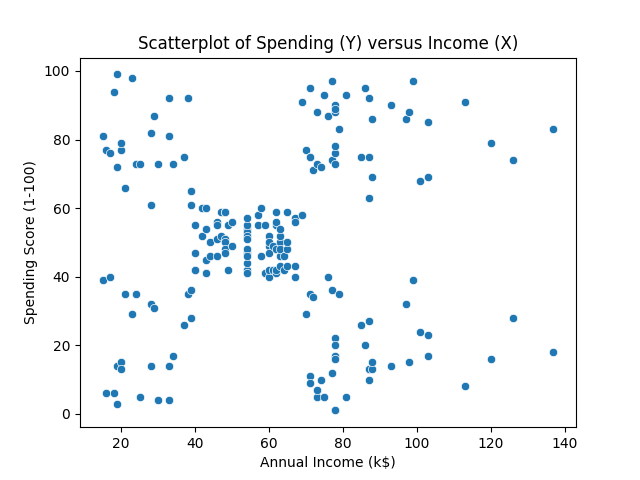 Scatterplot of Spending (Y) versus Income (X)
100
80
60
40
20
0
Spending Score (1-100)
20 40 60 80 100 120 140
Annual Income (k$)